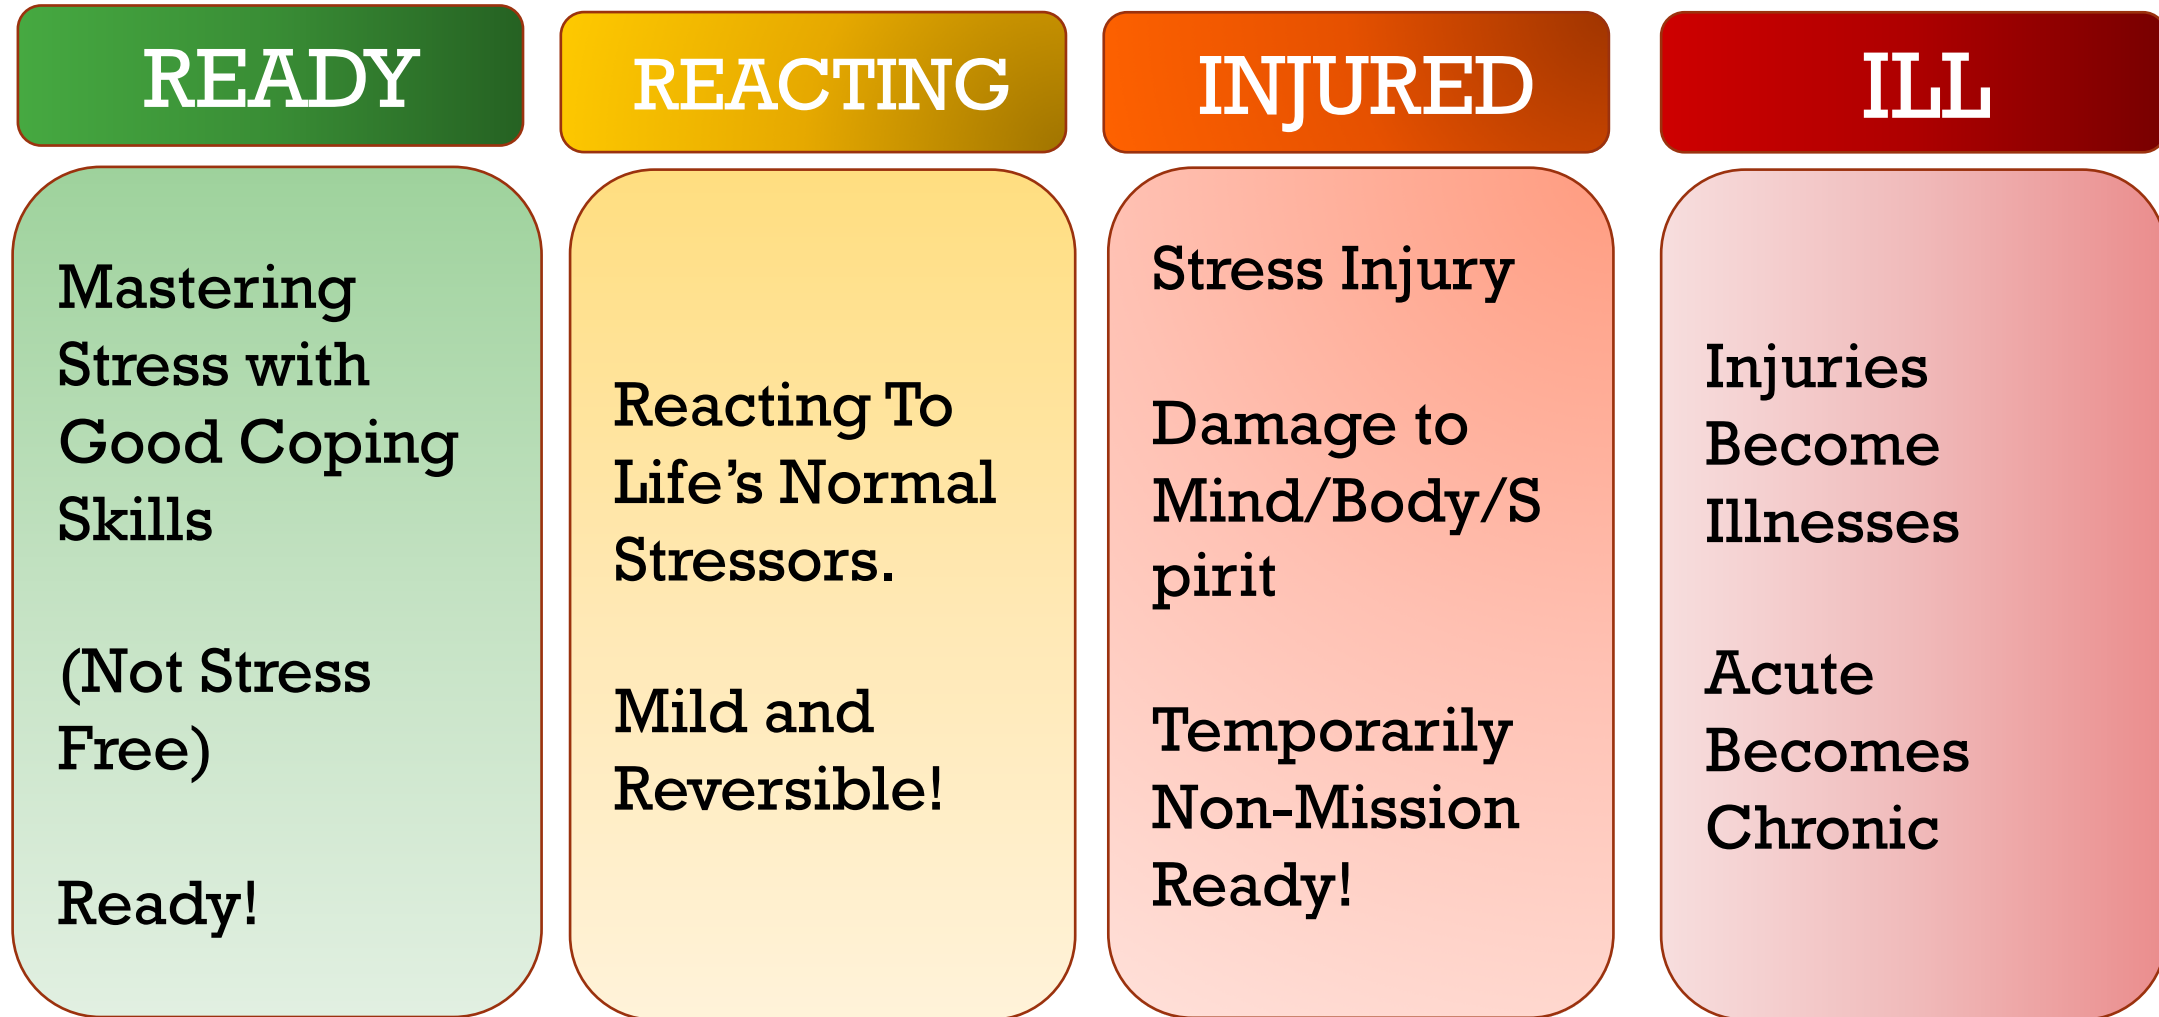 READY
Mastering
Stress with
Good Coping
Skills
(Not Stress
Free)
Ready!
REACTING
Reacting To
Life’s Normal
Stressors.
Mild and
Reversible!
INJURED
Stress Injury
Damage to
Mind/Body/S
pirit
Temporarily
Non-Mission
Ready!
ILL
Injuries
Become
Illnesses
Acute
Becomes
Chronic